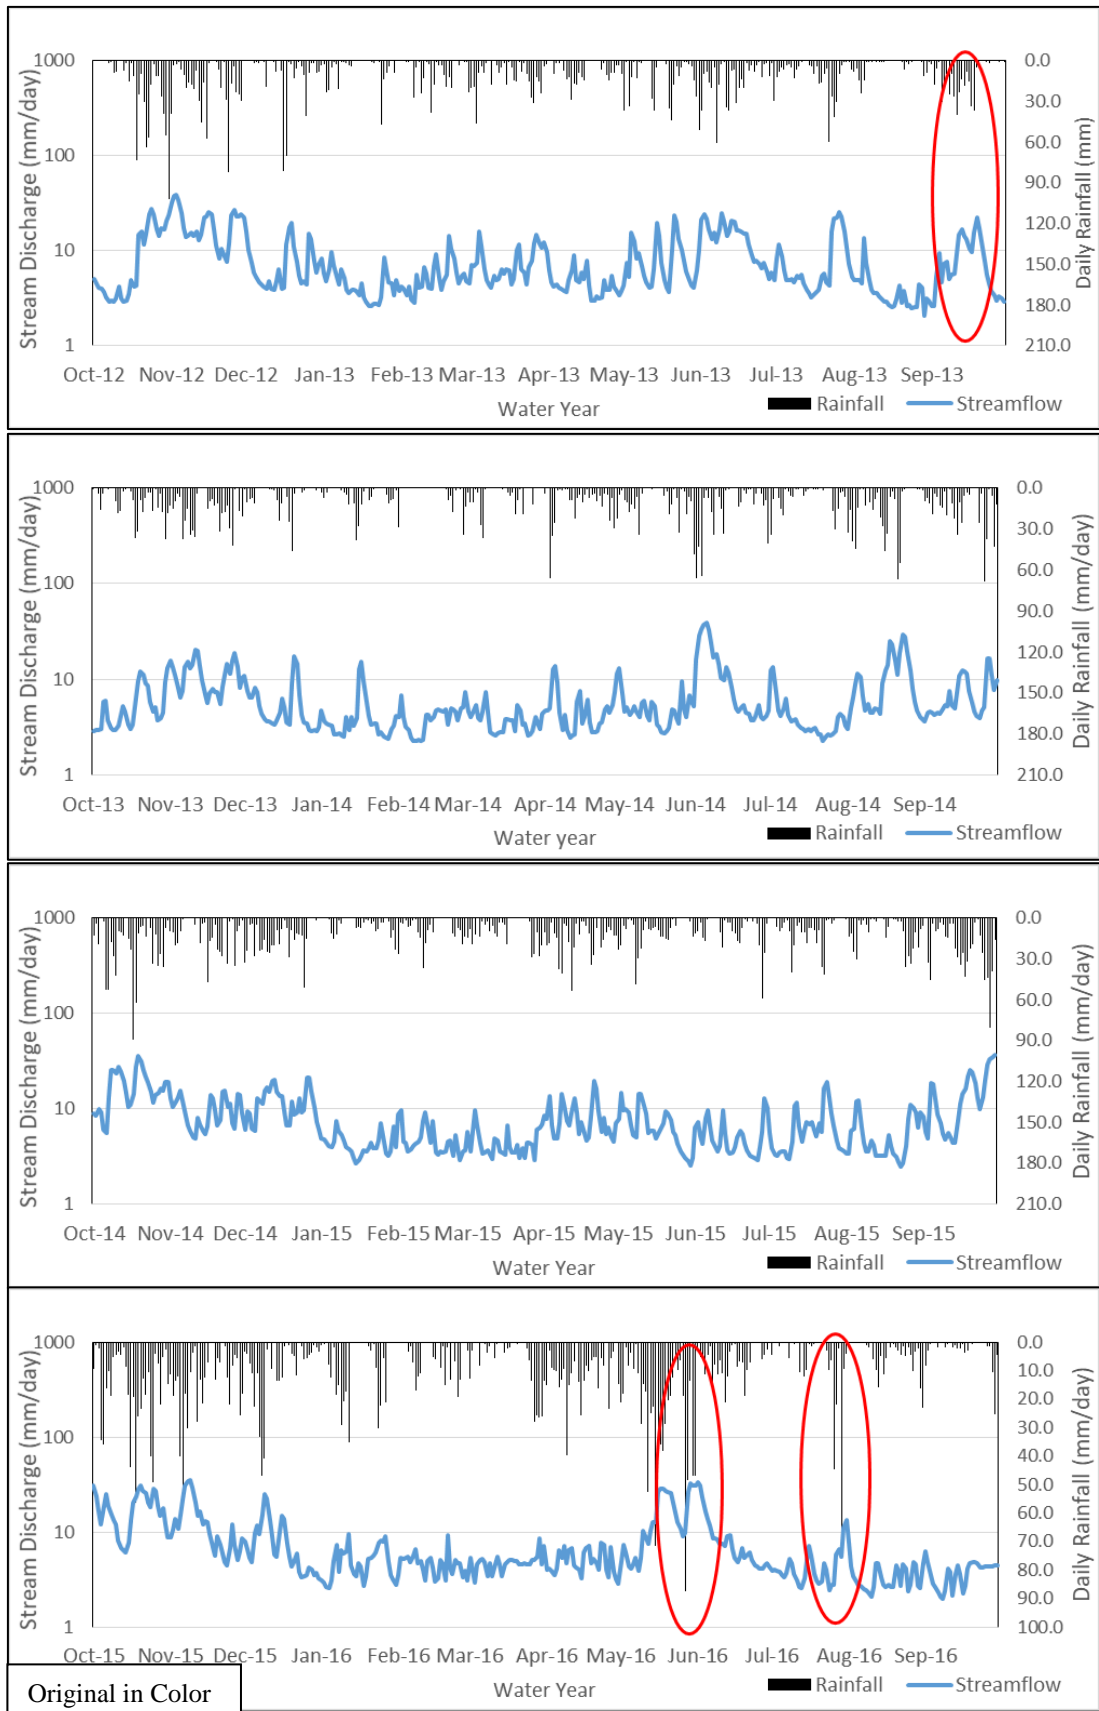 1000
100
10
1
Stream Discharge (mm/day)
0.0
30.0
60.0
90.0
120.0
150.0
180.0
210.0
Daily Rainfall (mm)
Oct-12 Nov-12 Dec-12 Jan-13 Feb-13 Mar-13 Apr-13 May-13 Jun-13 Jul-13 Aug-13 Sep-13
Water Year
Rainfall Streamflow
1000
100
10
1
Stream Discharge (mm/day)
0.0
30.0
60.0
90.0
120.0
150.0
180.0
210.0
Daily Rainfall (mm/day)
Oct-13 Nov-13 Dec-13 Jan-14 Feb-14 Mar-14 Apr-14 May-14 Jun-14 Jul-14 Aug-14 Sep-14
Water year
Rainfall Streamflow
1000
100
10
1
Stream Discharge (mm/day)
0.0
30.0
60.0
90.0
120.0
150.0
180.0
210.0
Daily Rainfall (mm/day)
Oct-14 Nov-14 Dec-14 Jan-15 Feb-15 Mar-15 Apr-15 May-15 Jun-15 Jul-15 Aug-15 Sep-15
Water Year
Rainfall Streamflow
1000
100
10
1
Stream Discharge (mm/day)
0.0
10.0
20.0
30.0
40.0
50.0
60.0
70.0
80.0
90.0
100.0
Daily Rainfall (mm/day)
Oct-15 Nov-15 Dec-15 Jan-16 Feb-16 Mar-16 Apr-16 May-16 Jun-16 Jul-16 Aug-16 Sep-16
Water Year
Rainfall Streamflow
Original in Color